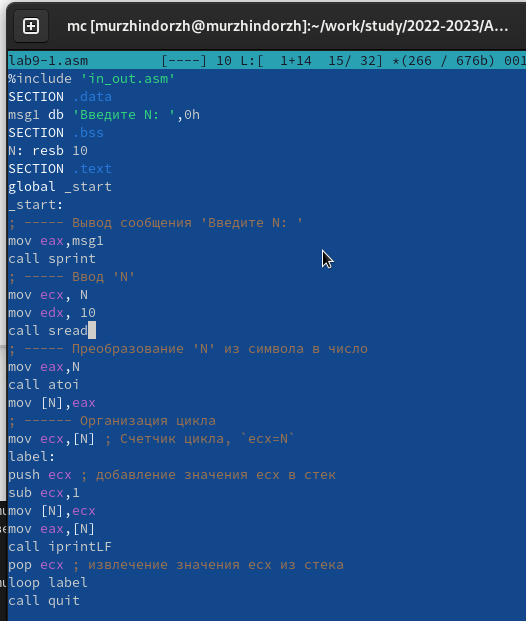 mc [murzhindorzh@murzhindorzh]:~/work/study/2022-2023/А...
lab9-1.asm [----] 10 L:[ 1+14 15/ 32] *(266 / 676b) 001
%include 'in_out.asm'
SECTION .data
msg1 db 'Введите N: ',0h
SECTION .bss
N: resb 10
SECTION .text
global _start
_start:
; ----- Вывод сообщения 'Введите N: '
mov eax,msg1
call sprint
; ----- Ввод 'N'
mov ecx, N
mov edx, 10
call sread
; ----- Преобразование 'N' из символа в число
mov eax,N
call atoi
mov [N],eax
; ------ Организация цикла
mov ecx,[N] ; Счетчик цикла, `ecx=N`
label:
push ecx ; добавление значения ecx в стек
sub ecx,1
mov [N],ecx
mov eax,[N]
call iprintLF
pop ecx ; извлечение значения ecx из стека
loop label
call quit